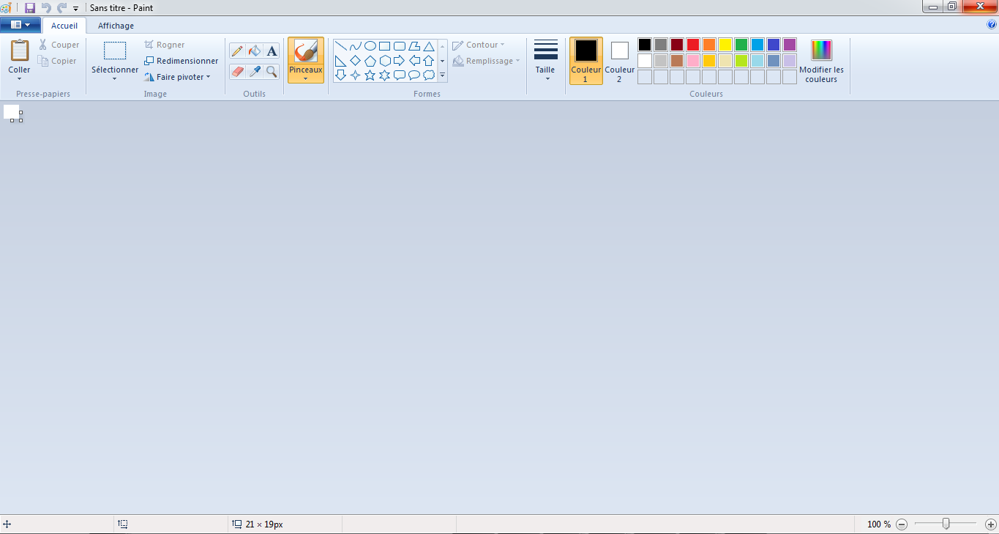 Sans titre - Paint
Accueil
Affichage
Coller
Couper
Copier
Presse-papiers
Sélectionner
Rogner
Redimensionner
Faire pivoter
Image
A
Outils
Pinceaux
Contour
Remplissage
Formes
Taille
Couleur
1
Couleur
2
Modifier les
couleurs
Couleurs
21 × 19px
100 %